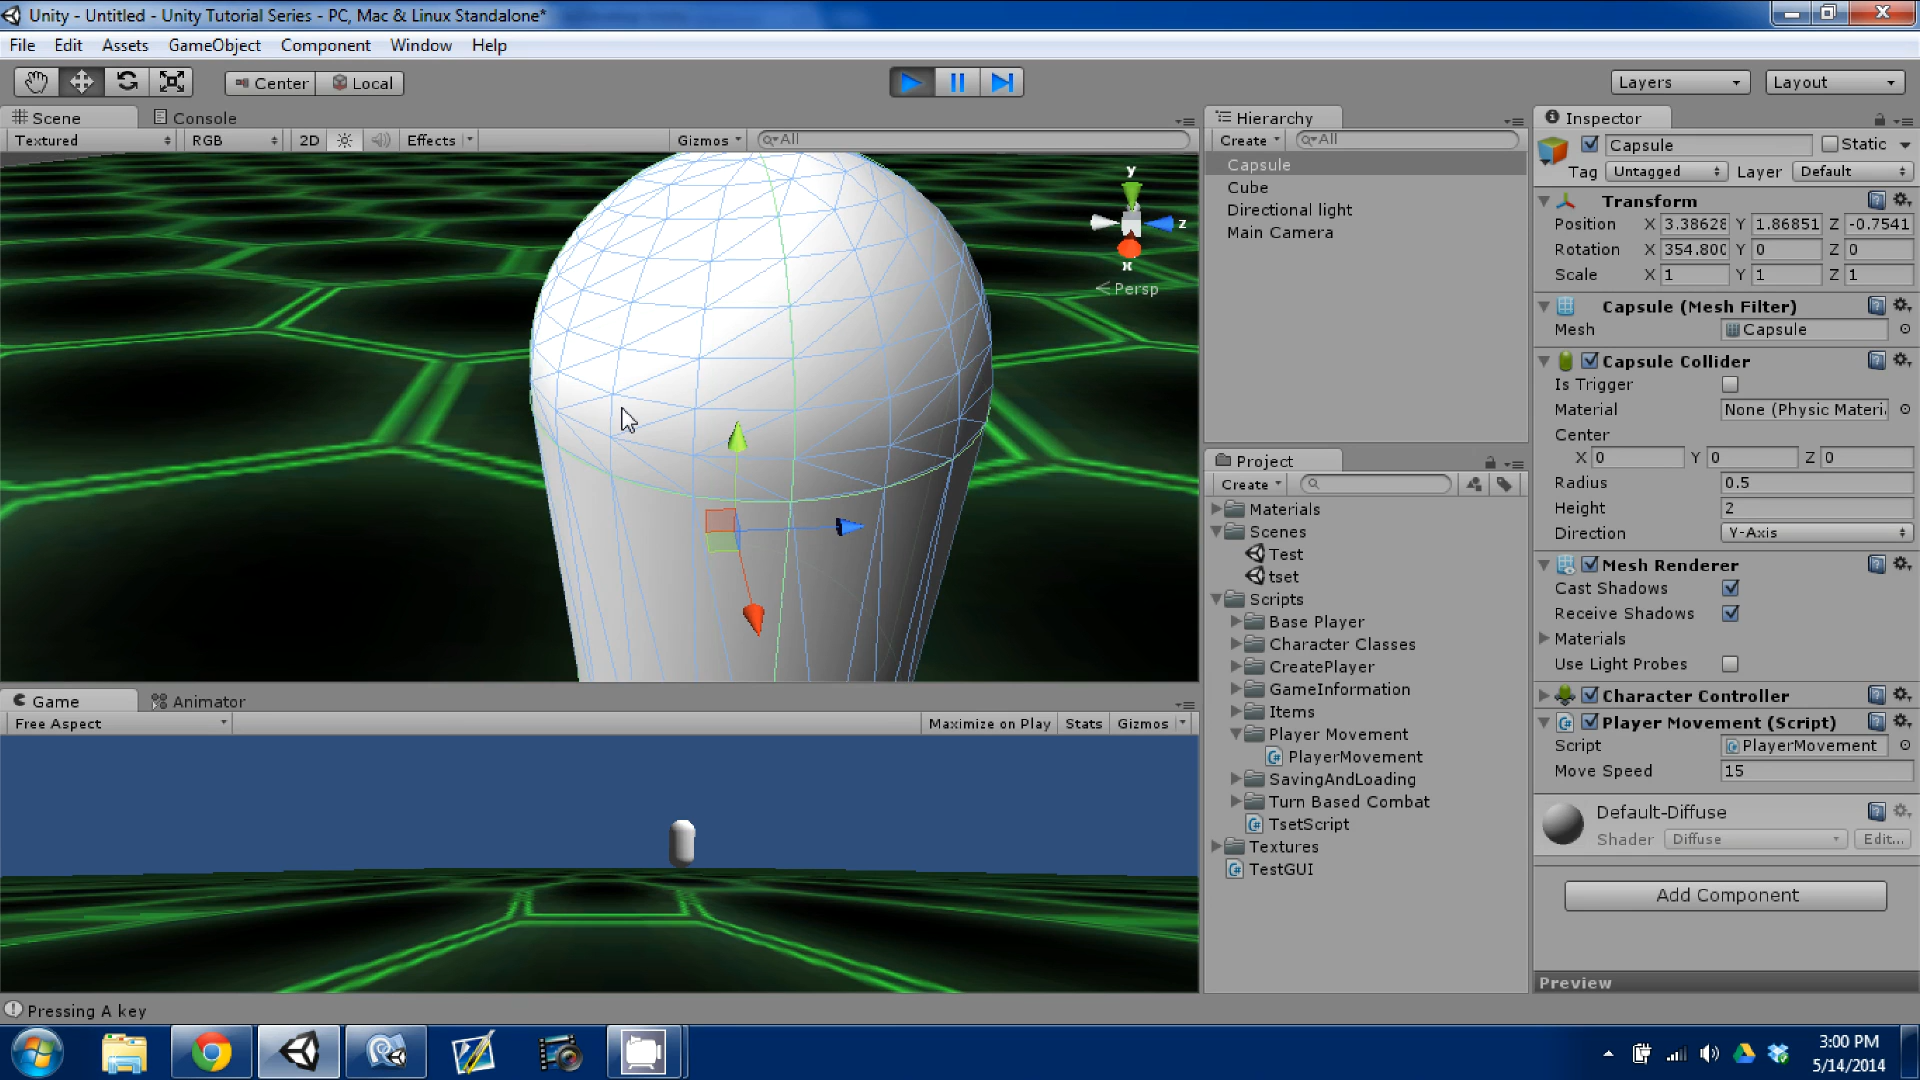 Unity - Untitled - Unity Tutorial Series - PC, Mac & Linux Standalone*
File Edit Assets GameObject Component Window Help
Center Local
Layers Layout
Scene Console
Textured RGB 2D Effects Gizmos All
y
z
x
Persp
Game Animator
Free Aspect Maximize on Play Stats Gizmos
Hierarchy
Create All
Capsule
Cube
Directional light
Main Camera
Project
Create
Materials
Scenes
Test
tset
Scripts
Base Player
Character Classes
CreatePlayer
GameInformation
Items
Player Movement
PlayerMovement
SavingAndLoading
Turn Based Combat
TsetScript
Textures
TestGUI
Inspector
Capsule Static
Tag Untagged Layer Default
Transform
Position X 3.38628 Y 1.86851 Z -0.7541
Rotation X 354.800 Y 0 Z 0
Scale X 1 Y 1 Z 1
Capsule (Mesh Filter)
Mesh Capsule
Capsule Collider
Is Trigger
Material None (Physic Materi
Center
X 0 Y 0 Z 0
Radius 0.5
Height 2
Direction Y-Axis
Mesh Renderer
Cast Shadows
Receive Shadows
Materials
Use Light Probes
Character Controller
Player Movement (Script)
Script PlayerMovement
Move Speed 15
Default-Diffuse
Shader Diffuse Edit...
Add Component
Preview
Pressing A key
3:00 PM
5/14/2014